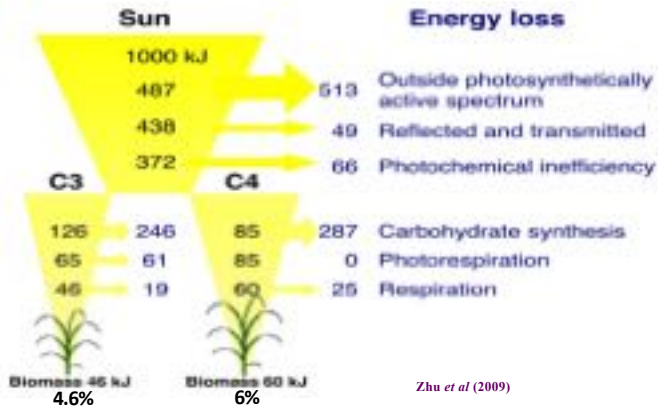 Sun Energy loss
1000 kJ
487 513 Outside photosynthetically
active spectrum
438 49 Reflected and transmitted
372 66 Photochemical inefficiency
C3 C4
126 246 85 287 Carbohydrate synthesis
65 61 85 0 Photorespiration
46 19 60 25 Respiration
Biomass 46 kJ Biomass 60 kJ Zhu et al (2009)
4.6% 6%